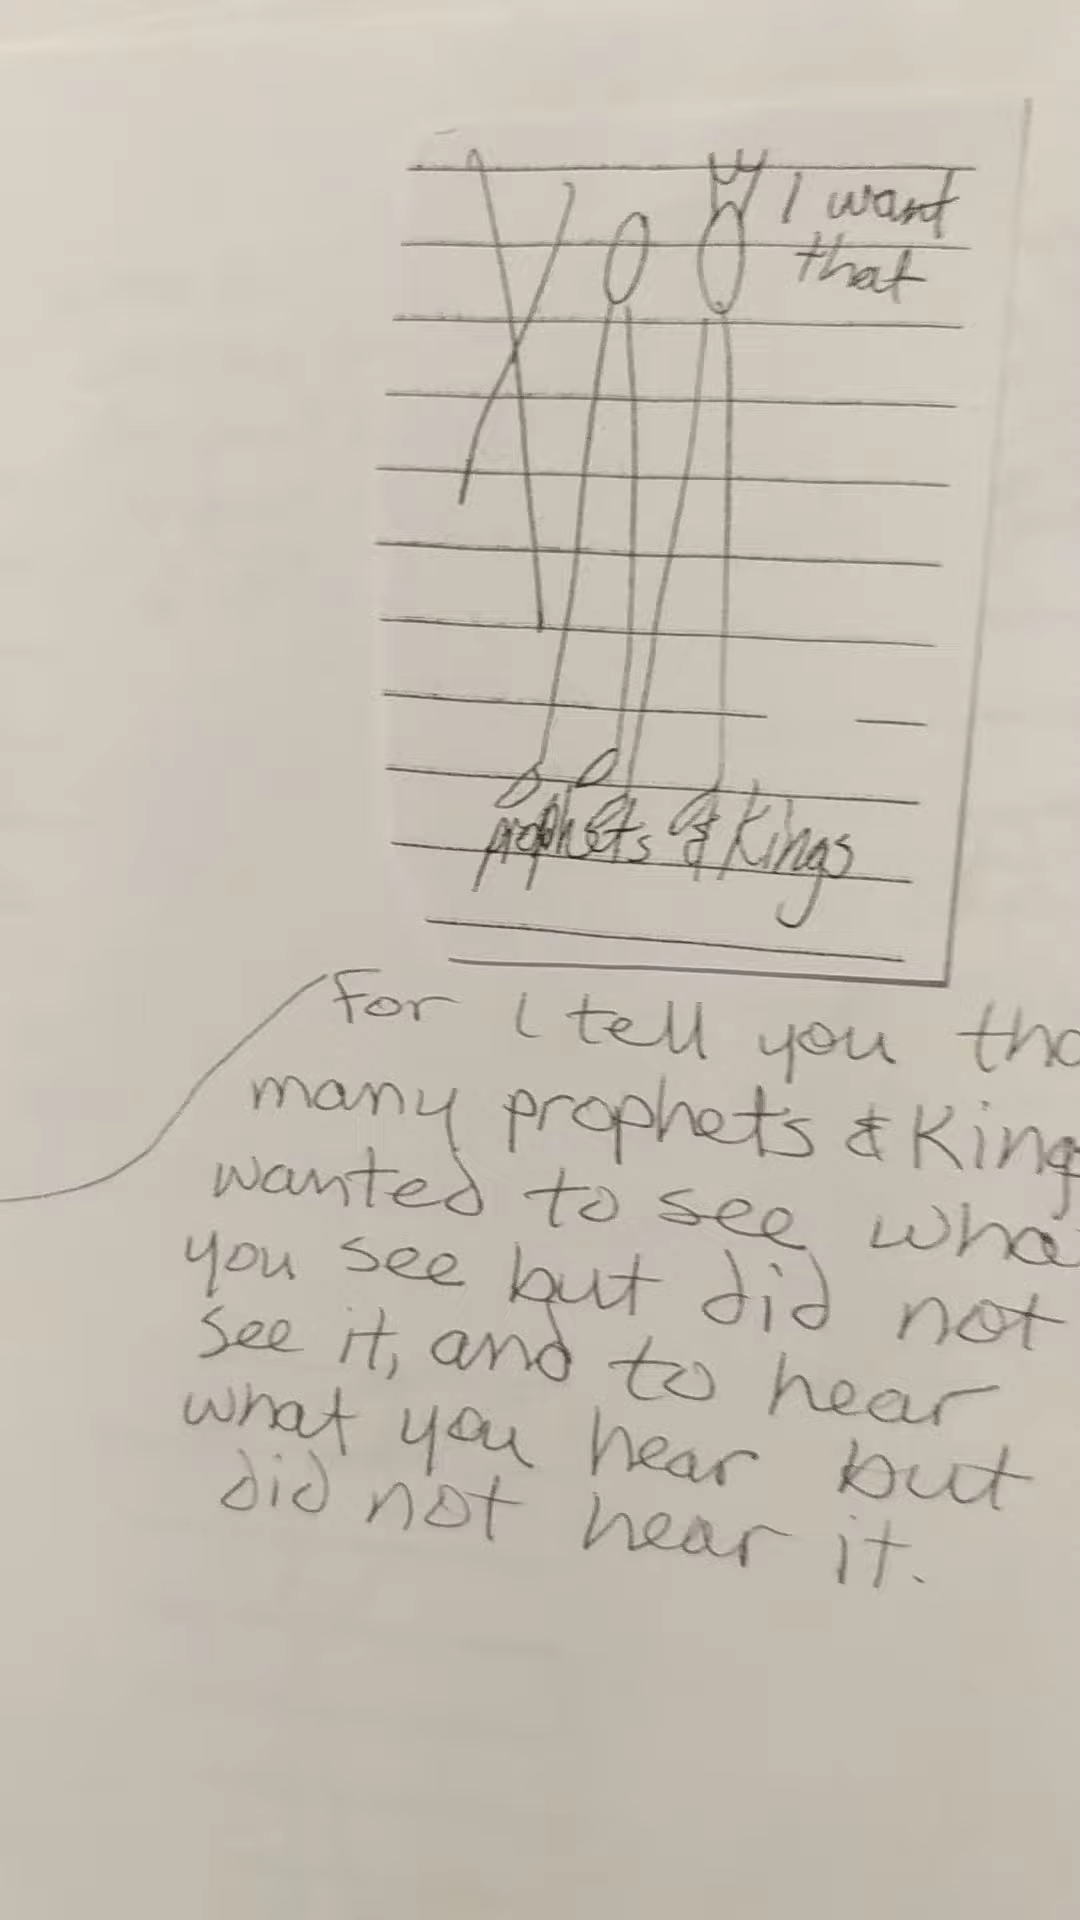 I want
that
prophets & Kings
For I tell you tha
many prophets & King
wanted to see wha
you see but did not
see it, and to hear
what you hear but
did not hear it.